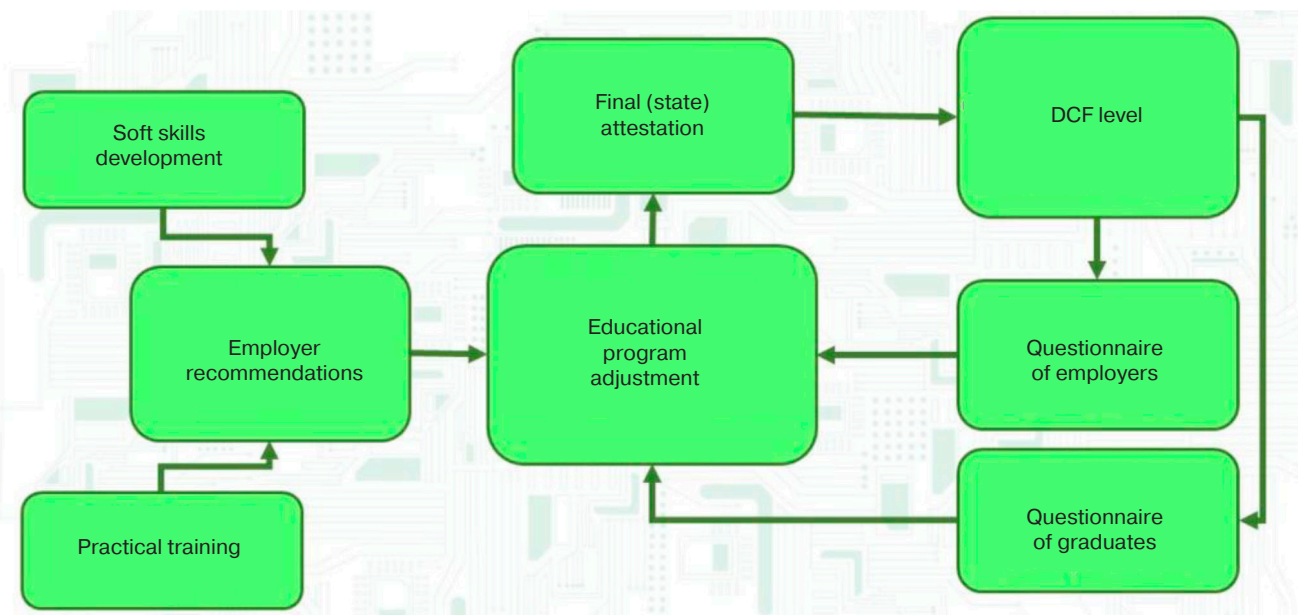 Soft skills
development
Employer
recommendations
Practical training
Final (state)
attestation
Educational
program
adjustment
DCF level
Questionnaire
of employers
Questionnaire
of graduates